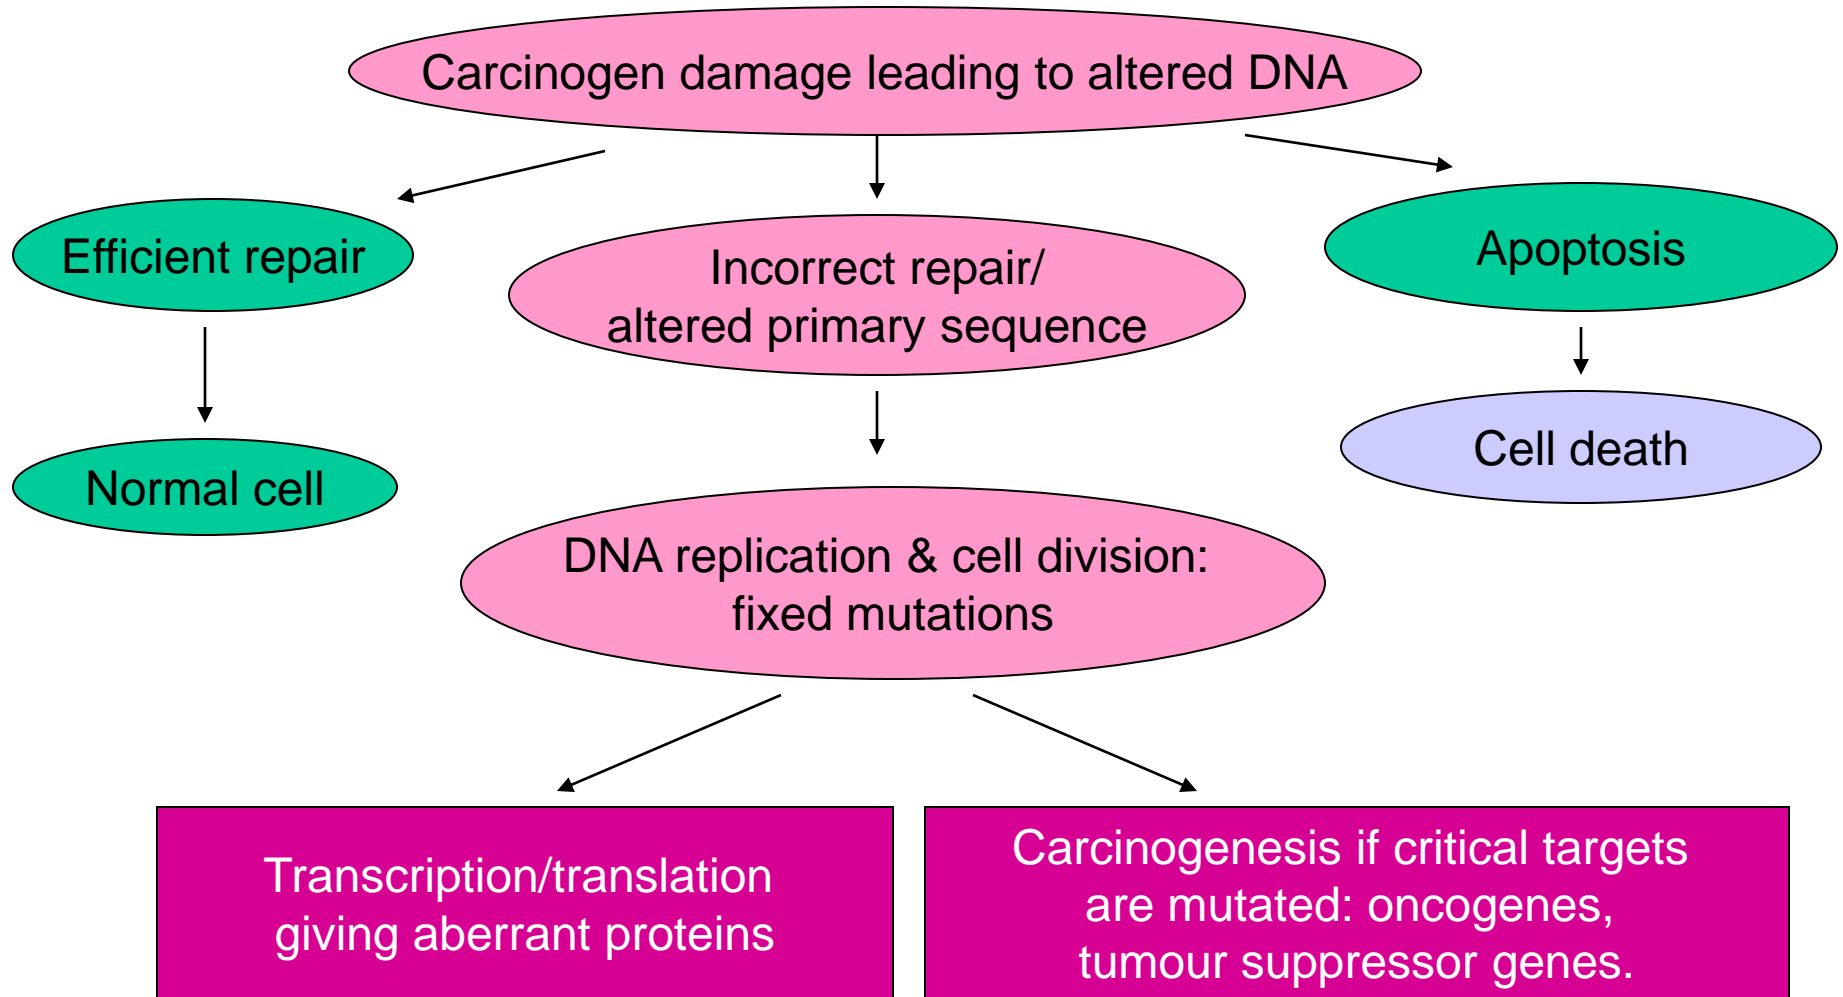 Carcinogen damage leading to altered DNA
Efficient repair
Incorrect repair/
altered primary sequence
Apoptosis
Normal cell
Cell death
DNA replication & cell division:
fixed mutations
Transcription/translation
giving aberrant proteins
Carcinogenesis if critical targets
are mutated: oncogenes,
tumour suppressor genes.